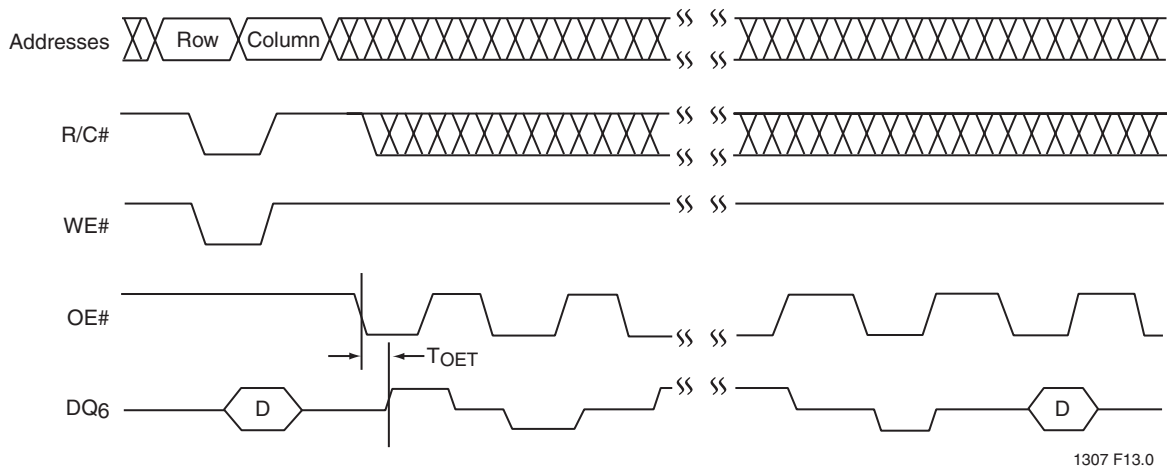 Addresses Row Column
R/C#
WE#
OE#
TOET
DQ6 D D
1307 F13.0